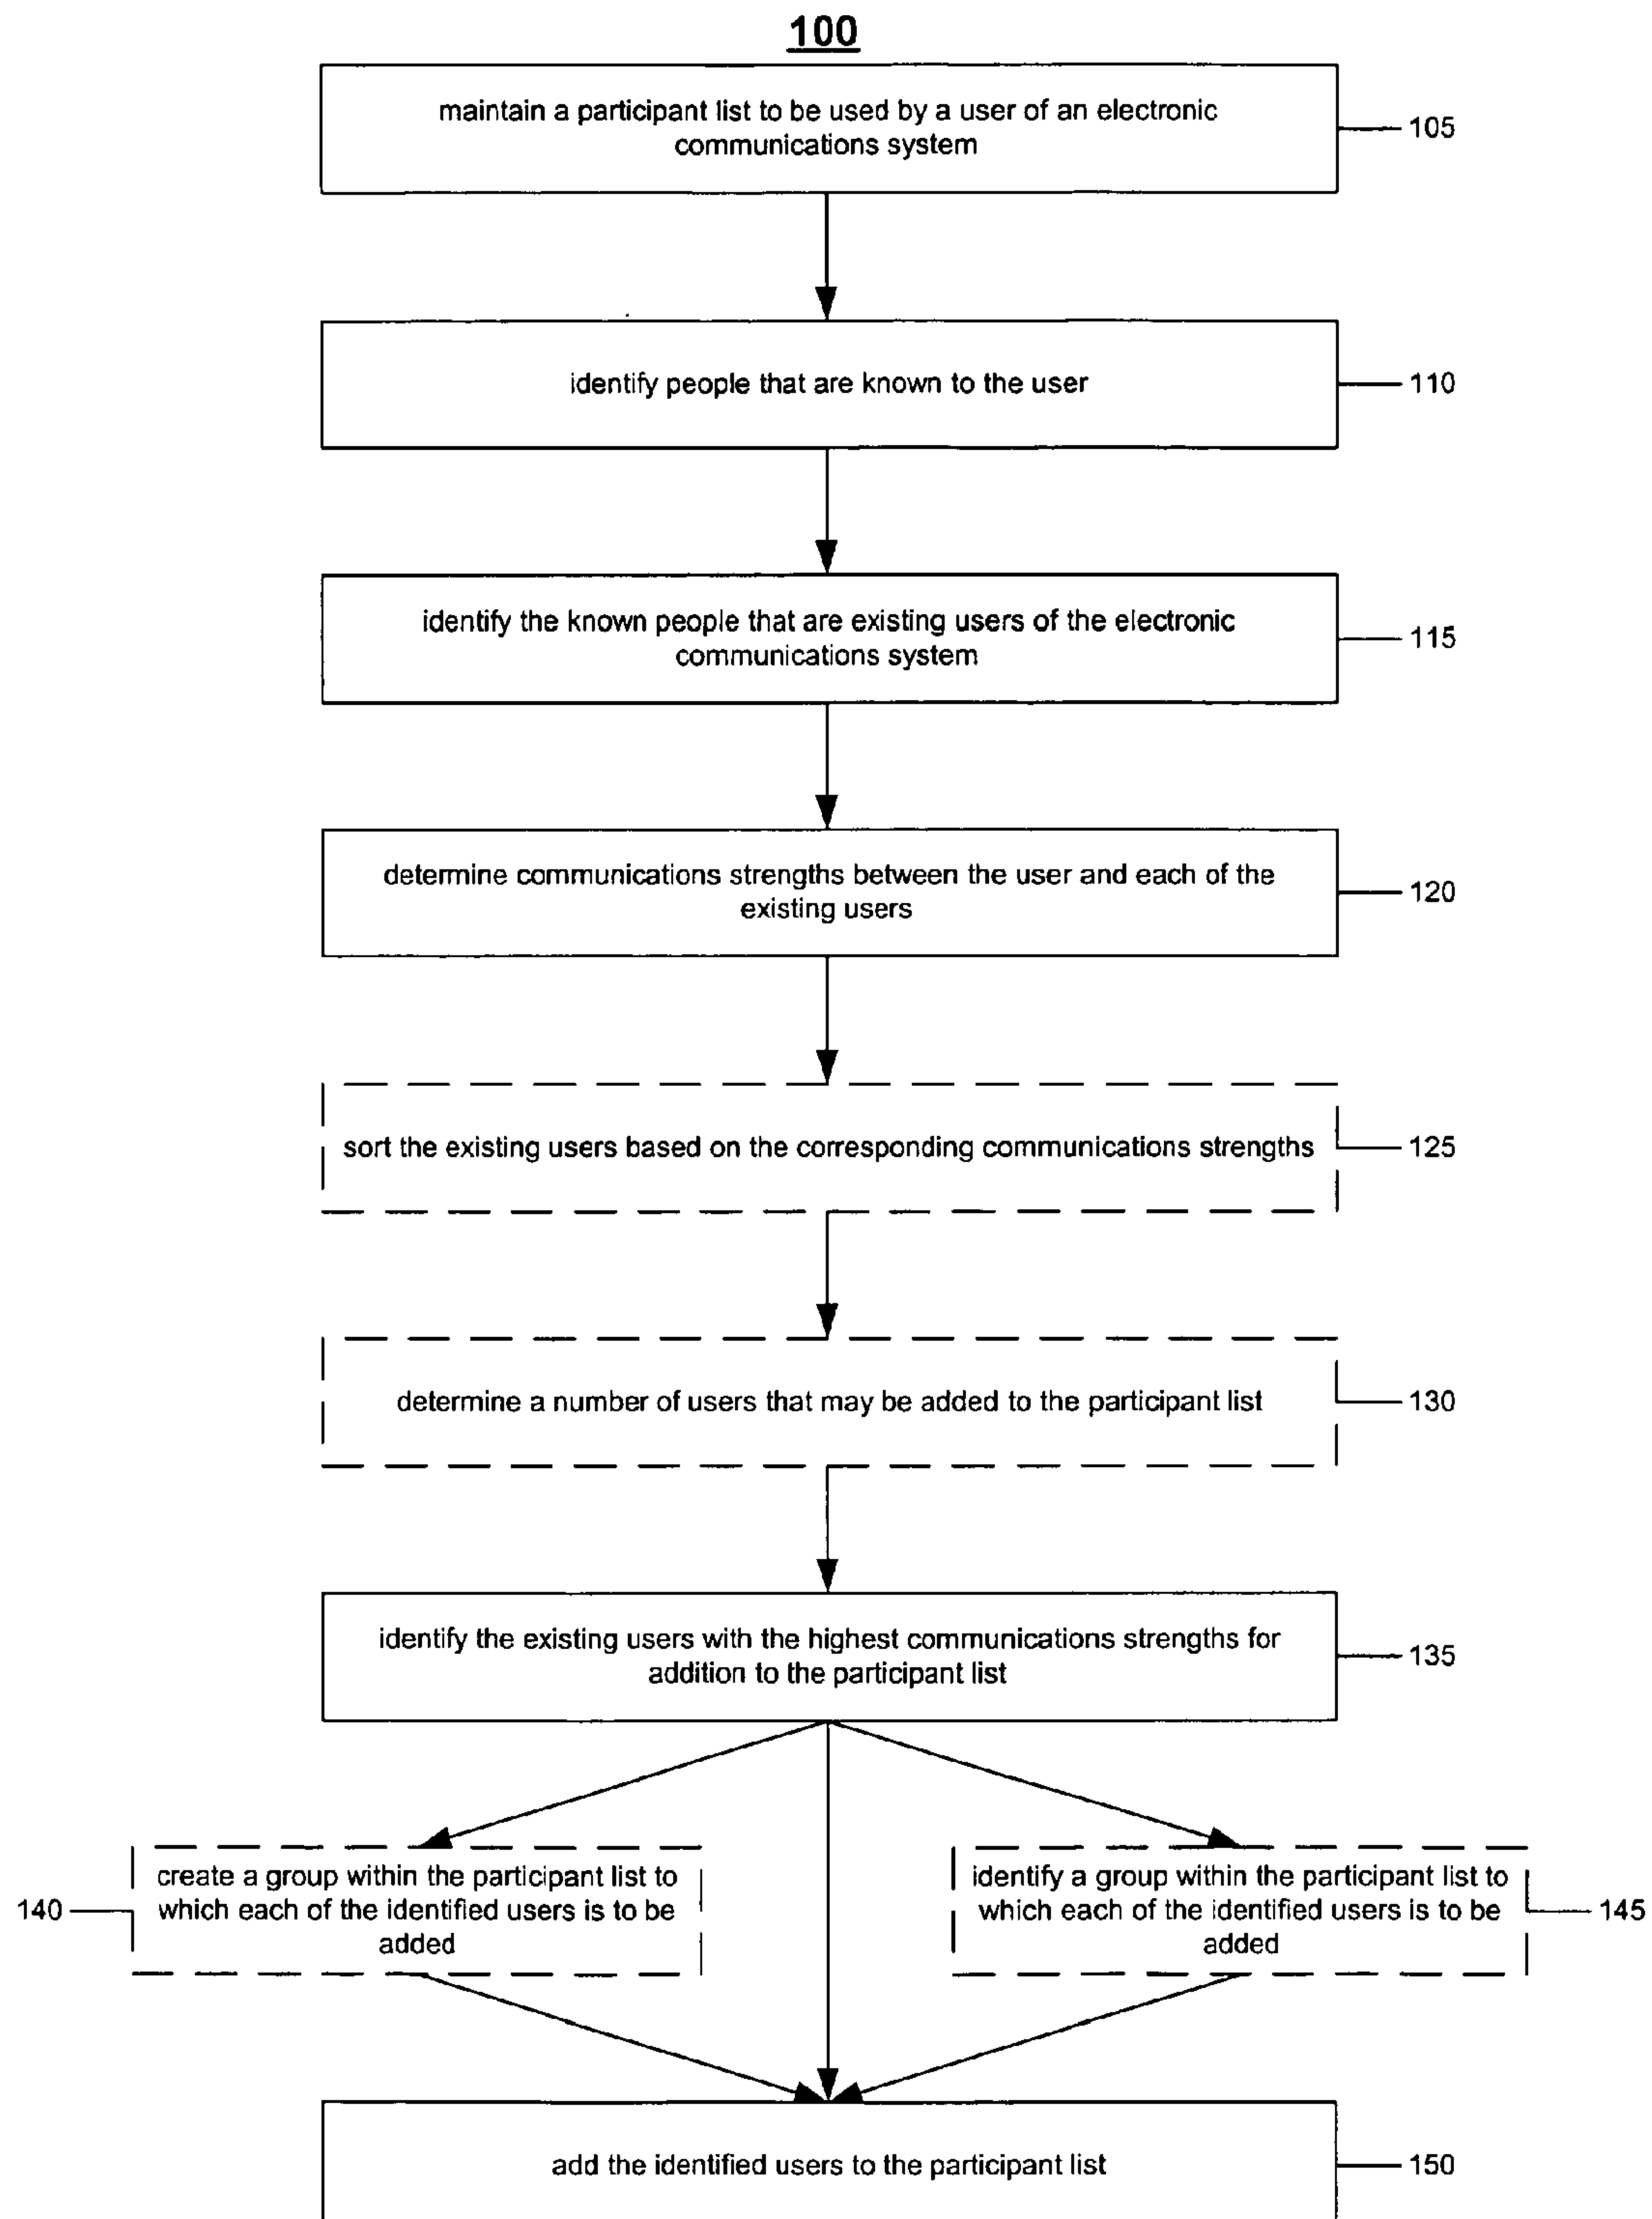 100
maintain a participant list to be used by a user of an electronic
communications system
105
identify people that are known to the user
110
identify the known people that are existing users of the electronic
communications system
115
determine communications strengths between the user and each of the
existing users
120
sort the existing users based on the corresponding communications strengths
125
determine a number of users that may be added to the participant list
130
identify the existing users with the highest communications strengths for
addition to the participant list
135
140
create a group within the participant list to
which each of the identified users is to be
added
identify a group within the participant list to
which each of the identified users is to be
added
145
add the identified users to the participant list
150